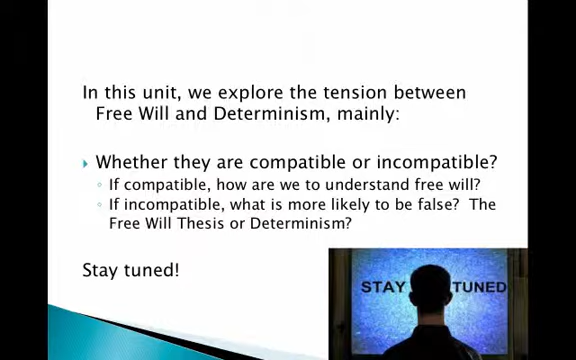 In this unit, we explore the tension between
Free Will and Determinism, mainly:
Whether they are compatible or incompatible?
If compatible, how are we to understand free will?
If incompatible, what is more likely to be false?  The
Free Will Thesis or Determinism?
Stay tuned!
STAY TUNED